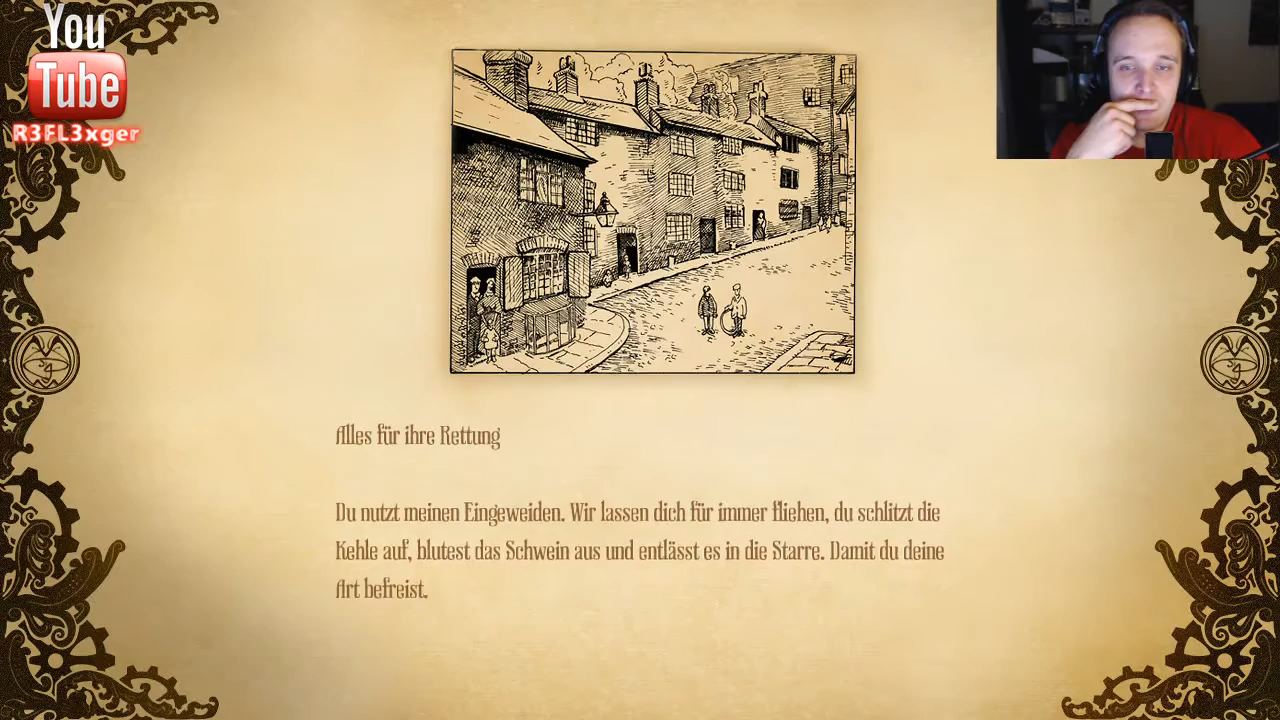 You
Tube
R3FL3xger
Alles für ihre Rettung
Du nutzt meinen Eingeweiden. Wir lassen dich für immer fliehen, du schlitzt die
Kehle auf, blutest das Schwein aus und entlässt es in die Starre. Damit du deine
Art befreist.